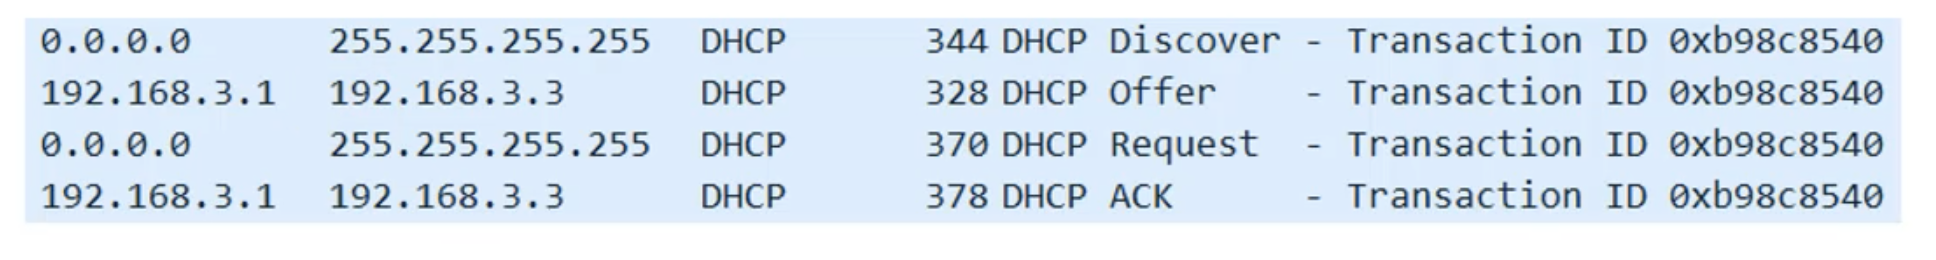 0.0.0.0 255.255.255.255 DHCP 344 DHCP Discover - Transaction ID 0xb98c8540
192.168.3.1 192.168.3.3 DHCP 328 DHCP Offer - Transaction ID 0xb98c8540
0.0.0.0 255.255.255.255 DHCP 370 DHCP Request - Transaction ID 0xb98c8540
192.168.3.1 192.168.3.3 DHCP 378 DHCP ACK - Transaction ID 0xb98c8540